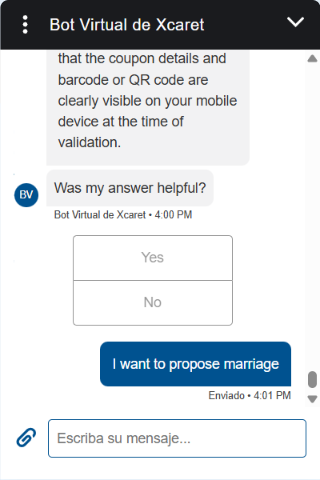 Bot Virtual de Xcaret
that the coupon details and
barcode or QR code are
clearly visible on your mobile
device at the time of
validation.
Was my answer helpful?
BV
Bot Virtual de Xcaret • 4:00 PM
Yes
No
I want to propose marriage
Enviado • 4:01 PM
Escriba su mensaje...